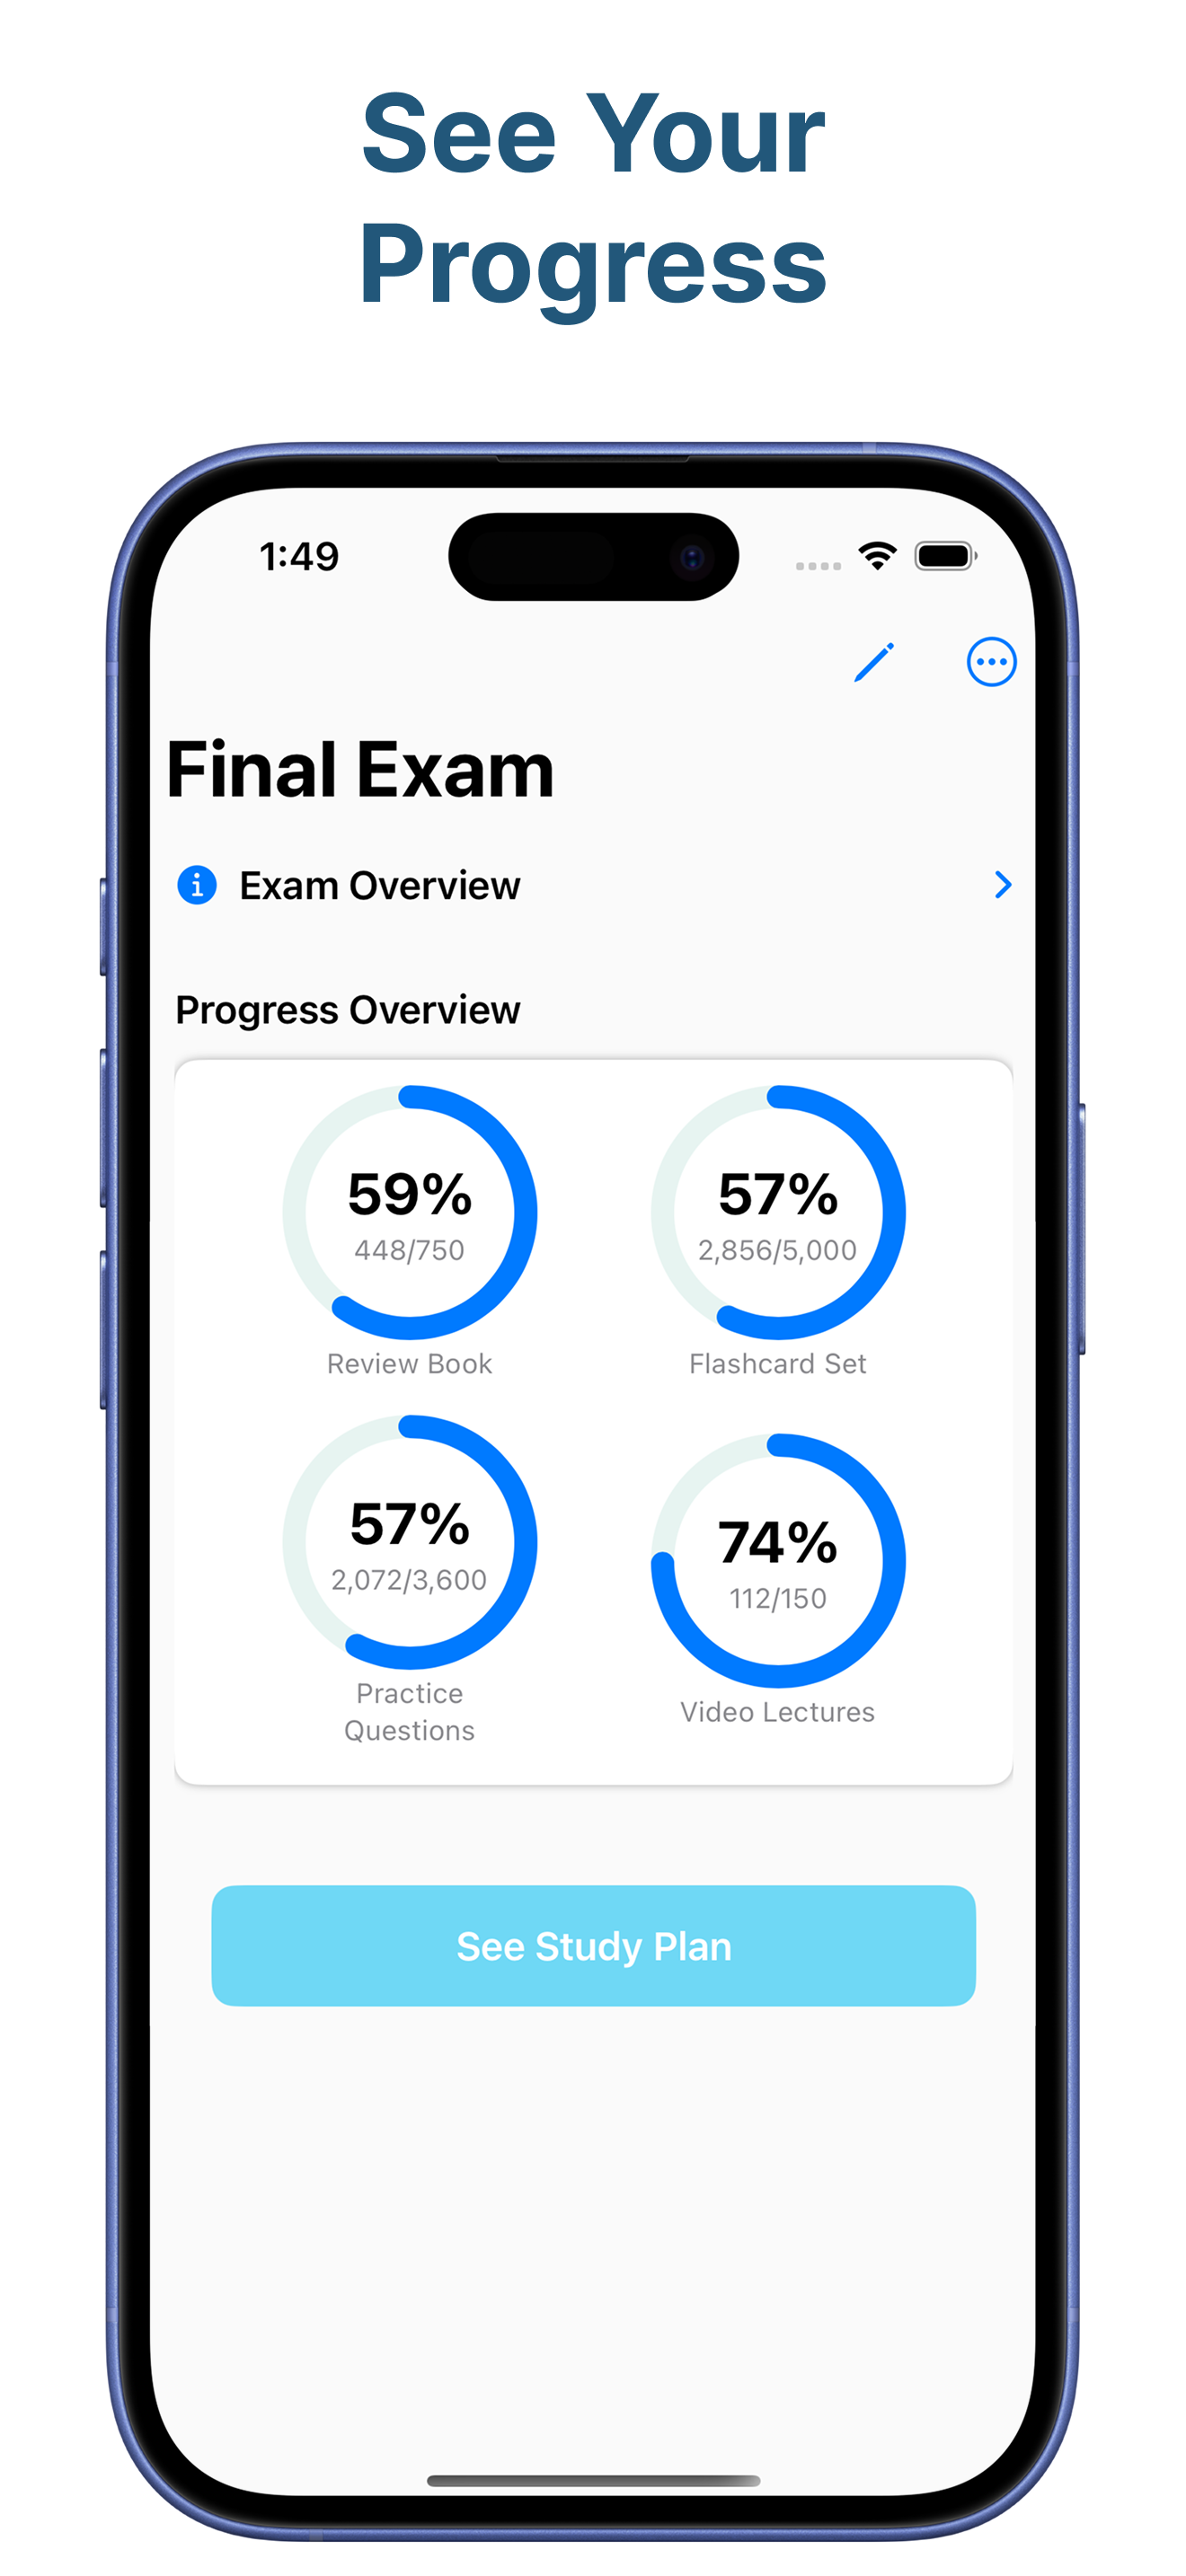 See Your
Progress
1:49
Final Exam
Exam Overview
Progress Overview
59%
448/750
Review Book
57%
2,856/5,000
Flashcard Set
57%
2,072/3,600
Practice
Questions
74%
112/150
Video Lectures
See Study Plan